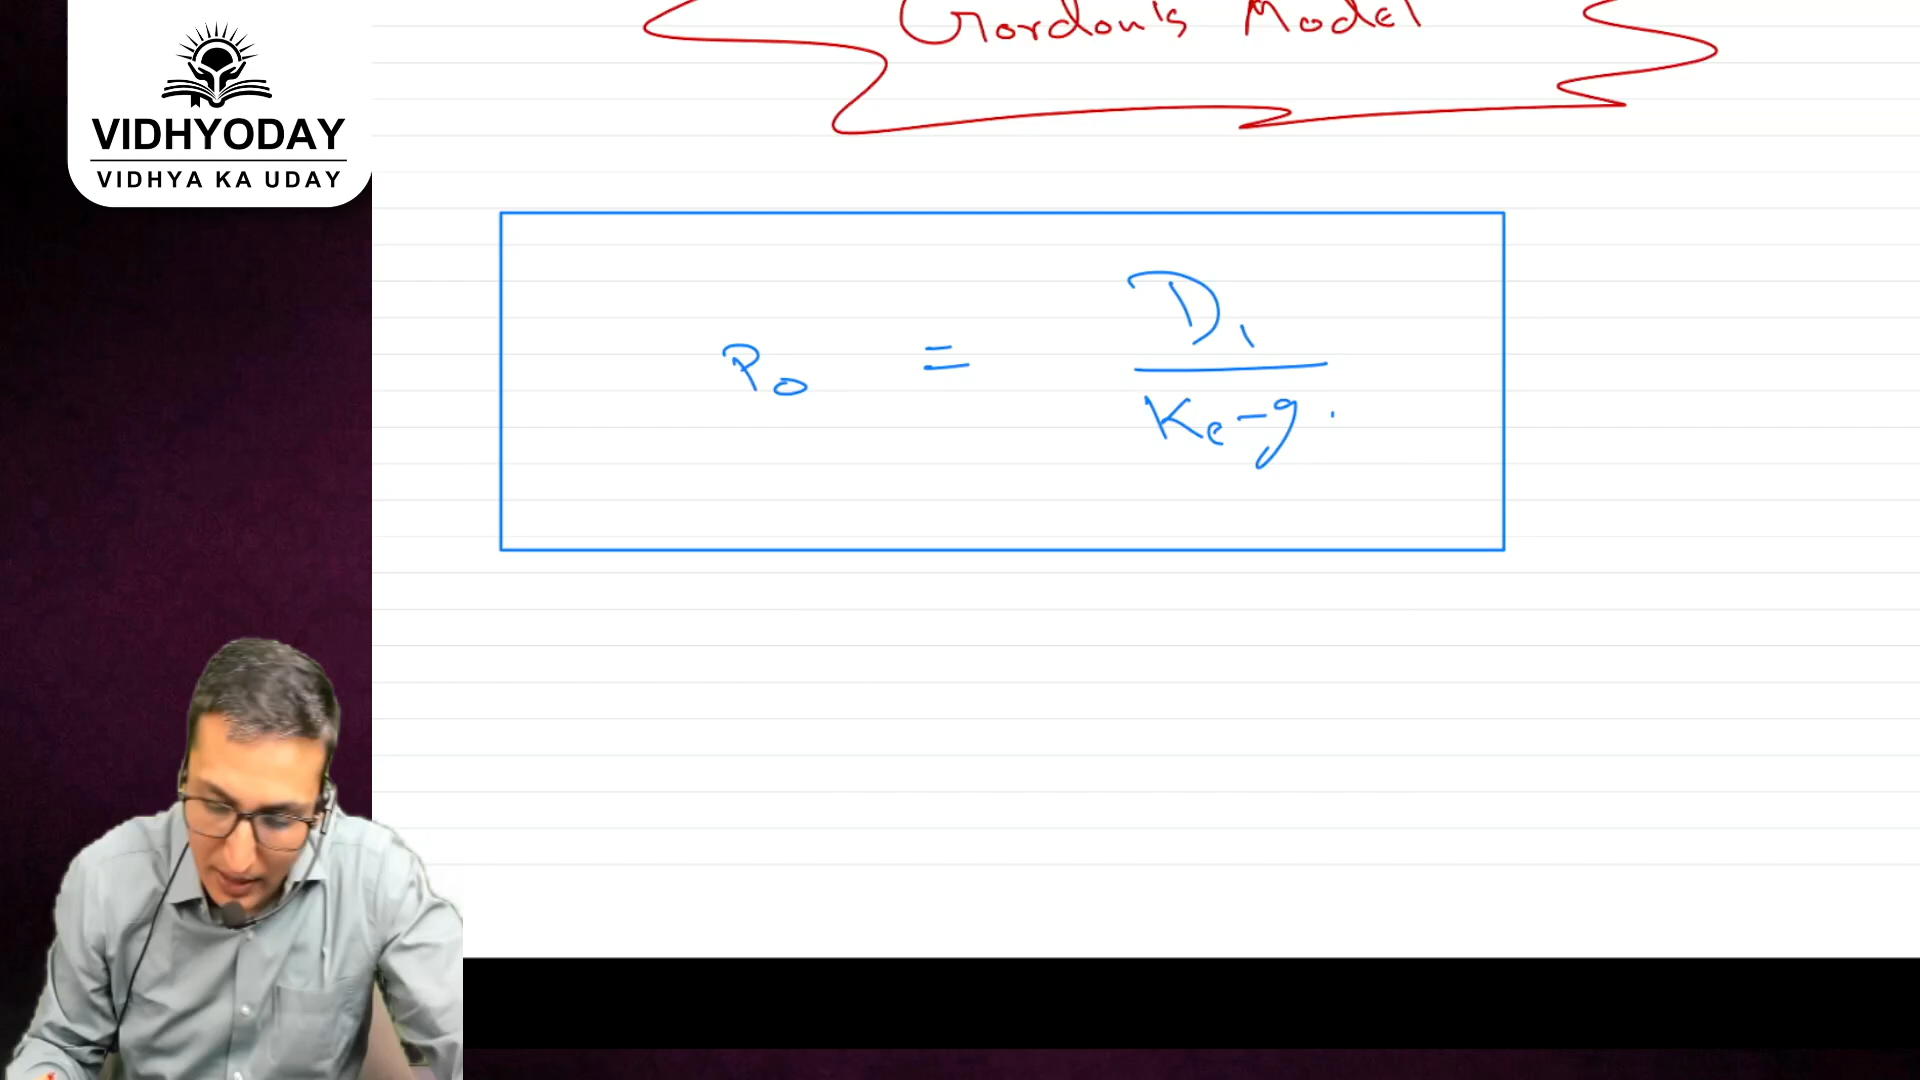 VIDHYODAY
VIDHYA KA UDAY
Gordon's Model
P₀ = D₁
Ke-g.